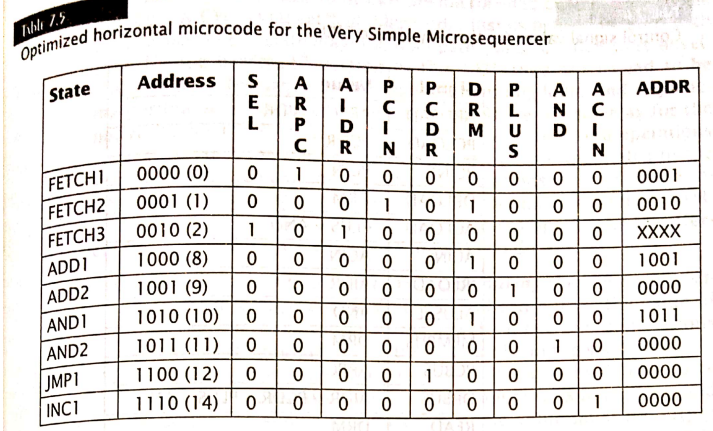 Table 7.5
Optimized horizontal microcode for the Very Simple Microsequencer
State Address SEL ARPC AIDR PCIN PCDR DRM PLUS AND ACIN ADDR
FETCH1 0000 (0) 0 1 0 0 0 0 0 0 0 0001
FETCH2 0001 (1) 0 0 0 1 0 1 0 0 0 0010
FETCH3 0010 (2) 1 0 1 0 0 0 0 0 0 XXXX
ADD1 1000 (8) 0 0 0 0 0 1 0 0 0 1001
ADD2 1001 (9) 0 0 0 0 0 0 1 0 0 0000
AND1 1010 (10) 0 0 0 0 0 1 0 0 0 1011
AND2 1011 (11) 0 0 0 0 0 0 0 1 0 0000
JMP1 1100 (12) 0 0 0 0 1 0 0 0 0 0000
INC1 1110 (14) 0 0 0 0 0 0 0 0 1 0000